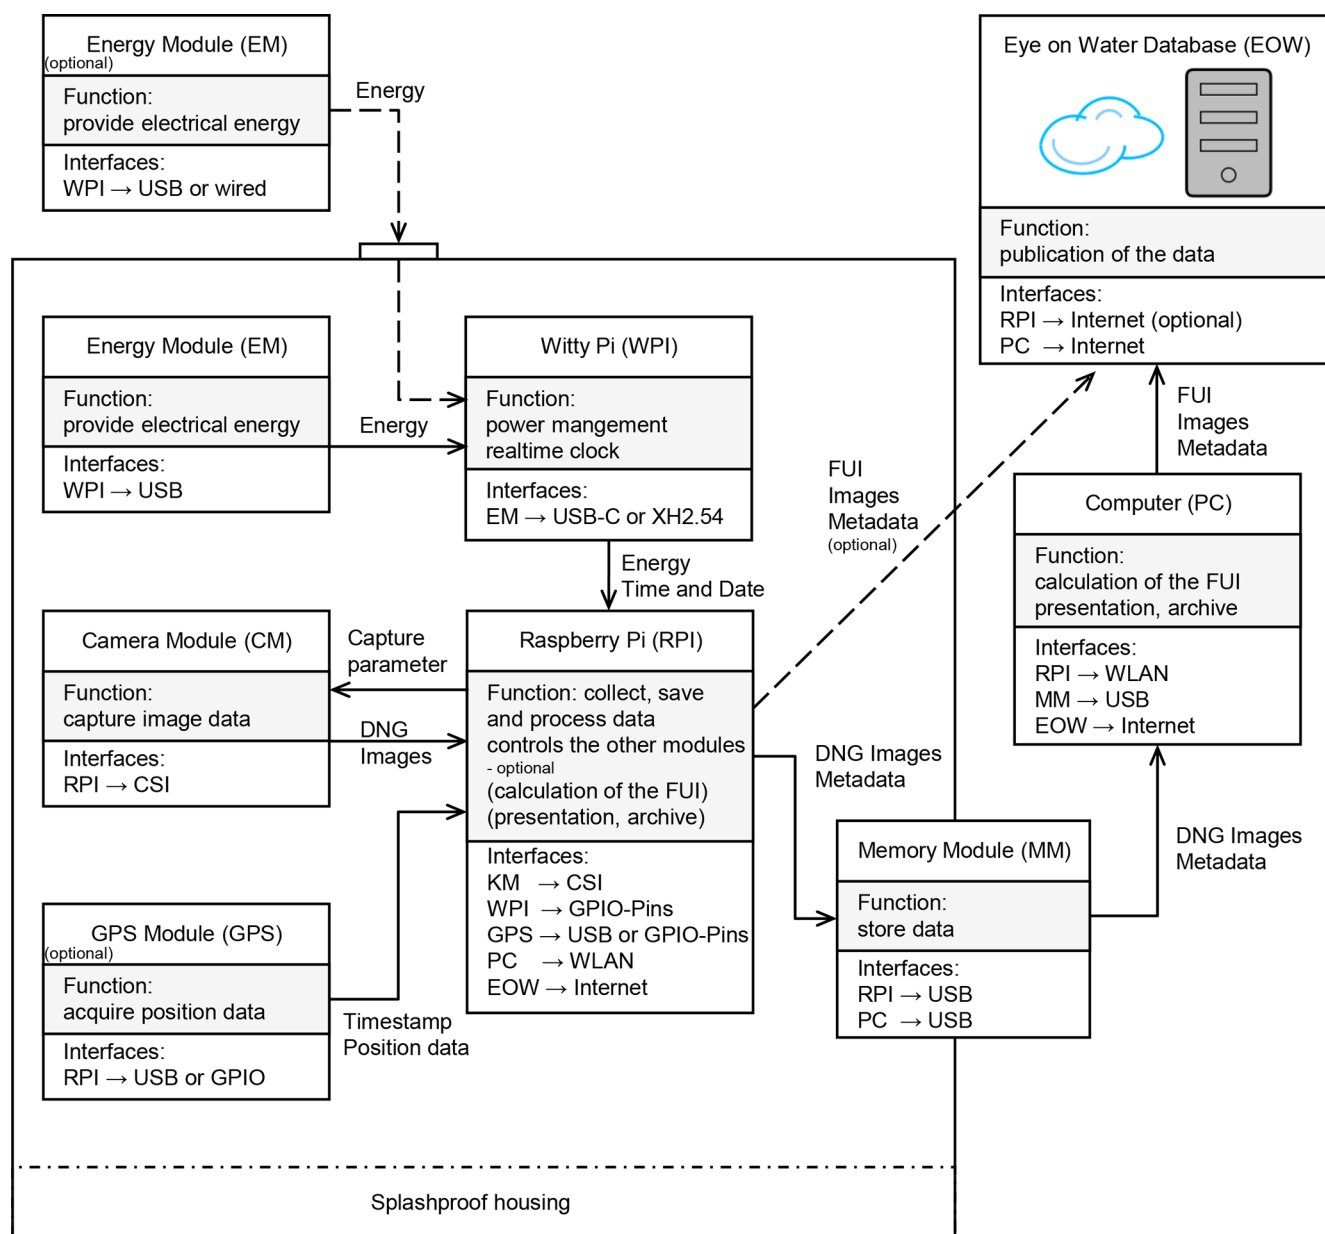 Energy Module (EM)
(optional)
Function:
provide electrical energy
Interfaces:
WPI → USB or wired
Energy
Eye on Water Database (EOW)
Function:
publication of the data
Interfaces:
RPI → Internet (optional)
PC → Internet
Energy Module (EM)
Function:
provide electrical energy
Interfaces:
WPI → USB
Energy
Witty Pi (WPI)
Function:
power mangement
realtime clock
Interfaces:
EM → USB-C or XH2.54
Energy
Time and Date
FUI
Images
Metadata
(optional)
FUI
Images
Metadata
Computer (PC)
Function:
calculation of the FUI
presentation, archive
Interfaces:
RPI → WLAN
MM → USB
EOW → Internet
Camera Module (CM)
Function:
capture image data
Interfaces:
RPI → CSI
Capture
parameter
DNG
Images
Raspberry Pi (RPI)
Function: collect, save
and process data
controls the other modules
- optional
(calculation of the FUI)
(presentation, archive)
Interfaces:
KM → CSI
WPI → GPIO-Pins
GPS → USB or GPIO-Pins
PC → WLAN
EOW → Internet
DNG Images
Metadata
Memory Module (MM)
Function:
store data
Interfaces:
RPI → USB
PC → USB
DNG Images
Metadata
GPS Module (GPS)
(optional)
Function:
acquire position data
Interfaces:
RPI → USB or GPIO
Timestamp
Position data
Splashproof housing